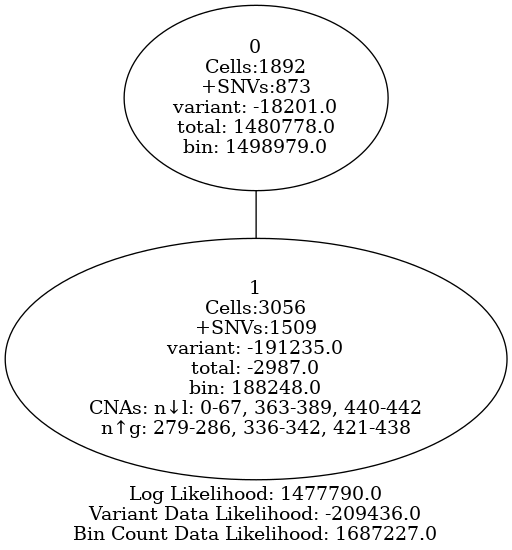 0
Cells:1892
+SNVs:873
variant: -18201.0
total: 1480778.0
bin: 1498979.0
1
Cells:3056
+SNVs:1509
variant: -191235.0
total: -2987.0
bin: 188248.0
CNAs: n↓l: 0-67, 363-389, 440-442
n↑g: 279-286, 336-342, 421-438
Log Likelihood: 1477790.0
Variant Data Likelihood: -209436.0
Bin Count Data Likelihood: 1687227.0